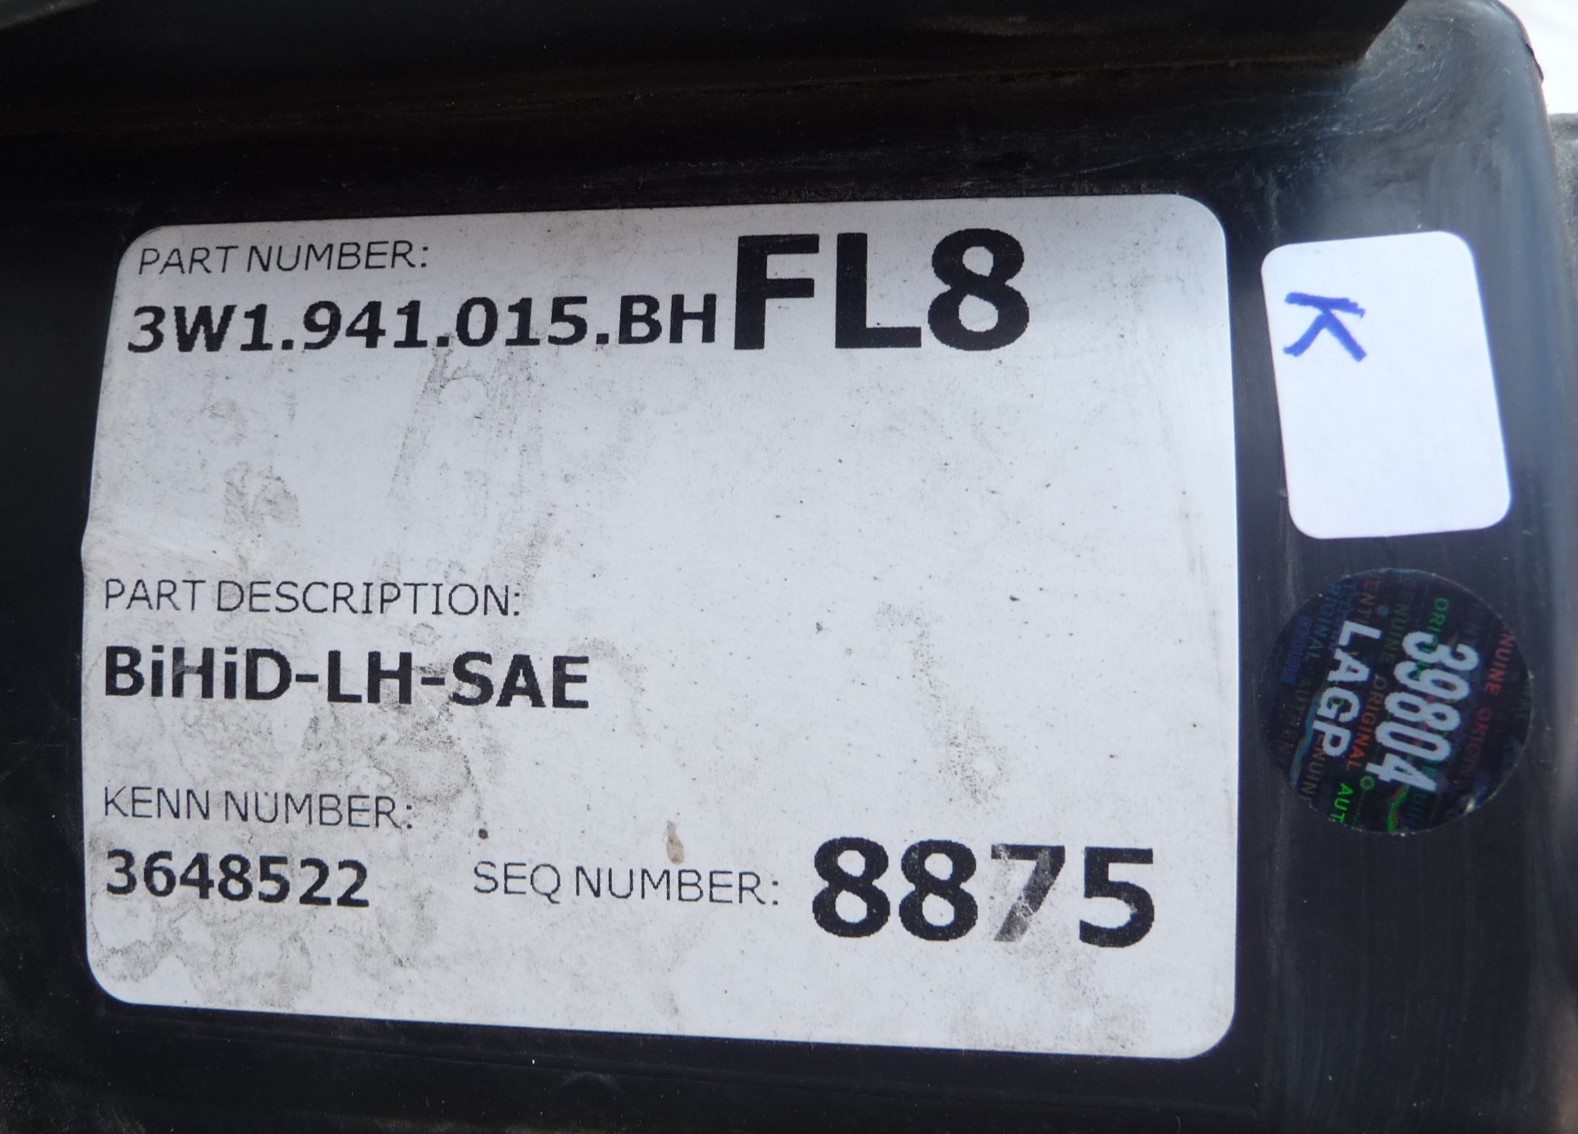 PART NUMBER:
3W1.941.015.BH FL8
PART DESCRIPTION:
BiHiD-LH-SAE
KENN NUMBER:
3648522
SEQ NUMBER: 8875
K
39804
LAGP